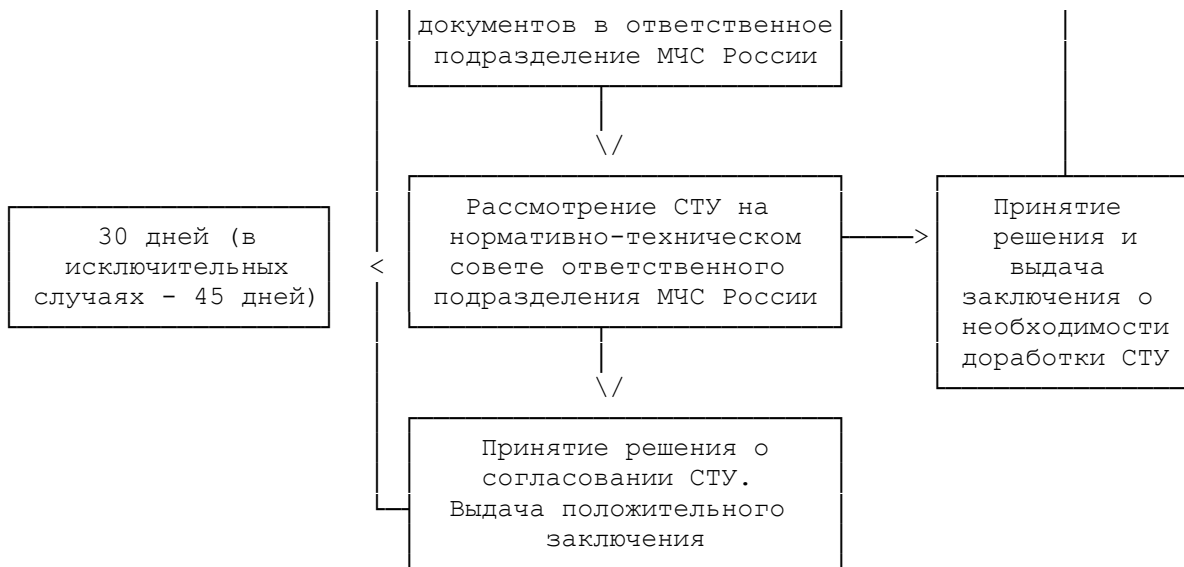 документов в ответственное
подразделение МЧС России
\/
30 дней (в
исключительных
случаях - 45 дней)
<
Рассмотрение СТУ на
нормативно-техническом
совете ответственного
подразделения МЧС России
>
Принятие
решения и
выдача
заключения о
необходимости
доработки СТУ
\/
Принятие решения о
согласовании СТУ.
Выдача положительного
заключения